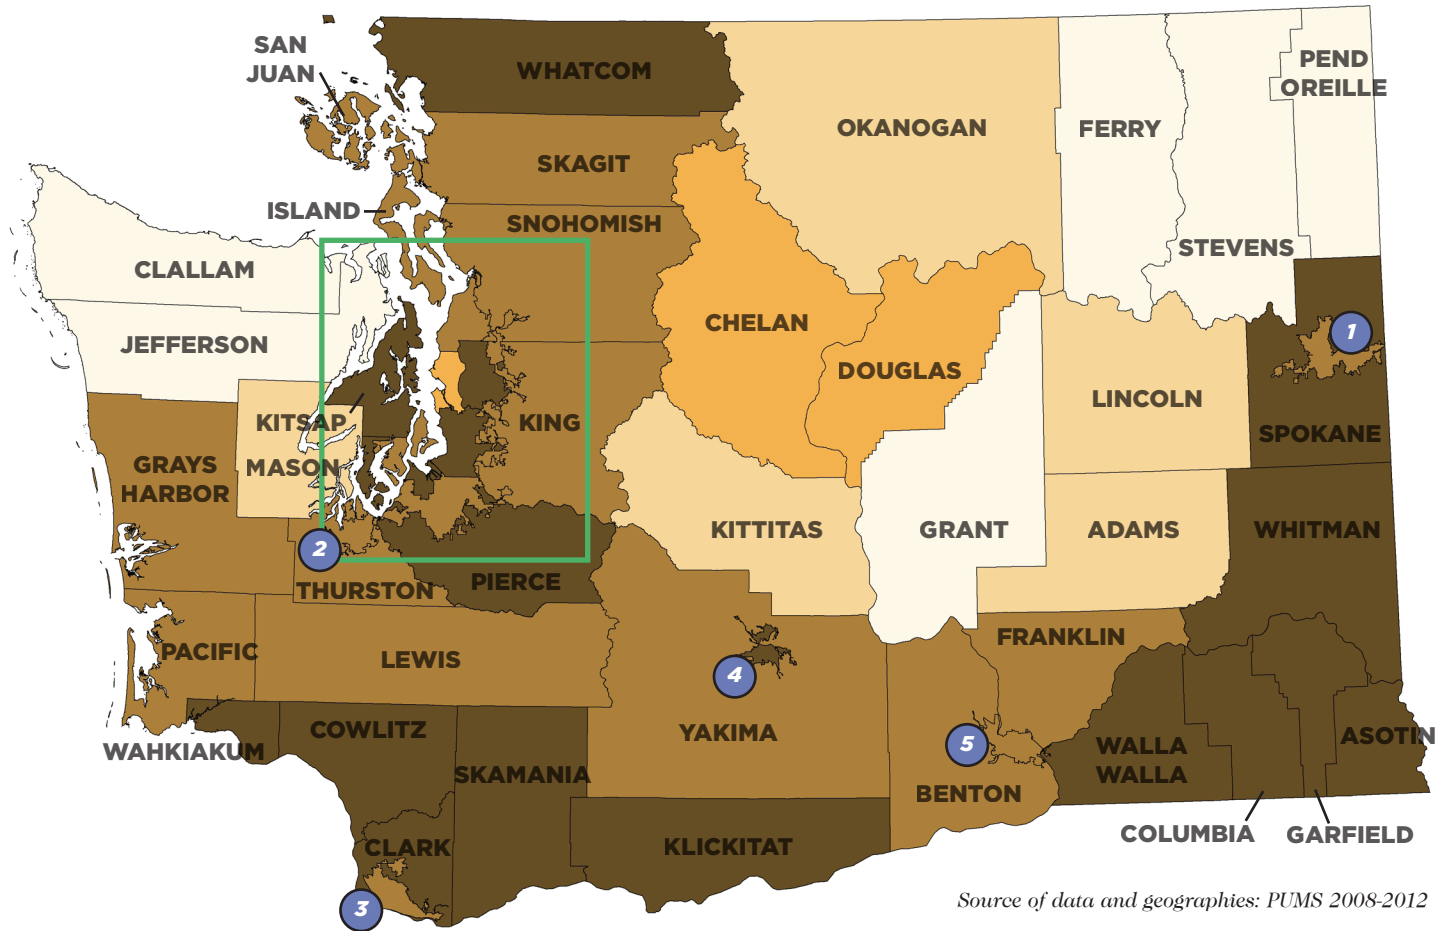 SAN
JUAN
WHATCOM
PEND
OREILLE
OKANOGAN
FERRY
SKAGIT
ISLAND
SNOHOMISH
STEVENS
CLALLAM
CHELAN
1
JEFFERSON
DOUGLAS
LINCOLN
KITSAP
KING
SPOKANE
GRAYS
HARBOR
MASON
KITTITAS
GRANT
ADAMS
WHITMAN
2
THURSTON
PIERCE
FRANKLIN
PACIFIC
LEWIS
4
COWLITZ
YAKIMA
5
WALLA
WALLA
ASOTIN
WAHKIAKUM
SKAMANIA
BENTON
COLUMBIA
GARFIELD
CLARK
KLICKITAT
3
Source of data and geographies: PUMS 2008-2012